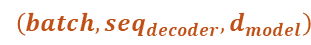 (batch, seq_decoder, d_model)